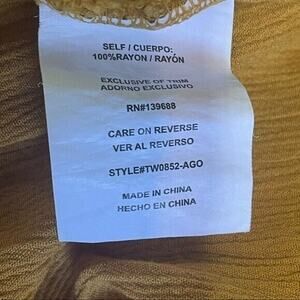 SELF / CUERPO:
100%RAYON / RAYÓN
EXCLUSIVE OF TRIM
ADORNO EXCLUSIVO
RN#139688
CARE ON REVERSE
VER AL REVERSO
STYLE#TW0852-AGO
MADE IN CHINA
HECHO EN CHINA